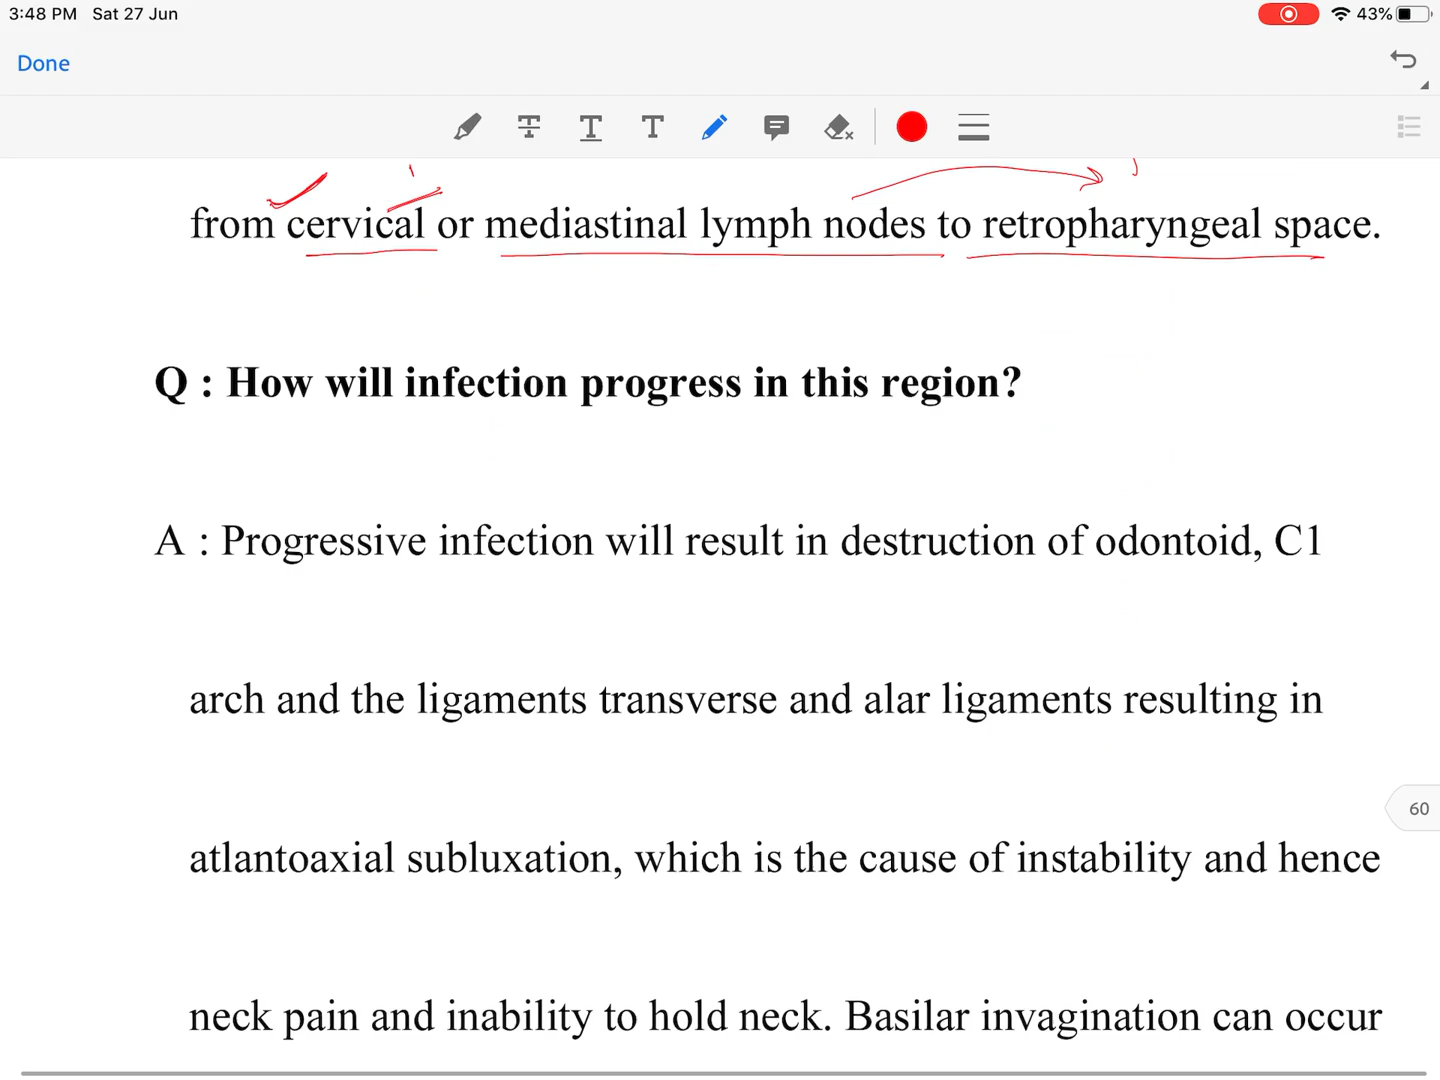 3:48 PM Sat 27 Jun 43%
Done
from cervical or mediastinal lymph nodes to retropharyngeal space.
Q : How will infection progress in this region?
A : Progressive infection will result in destruction of odontoid, C1
arch and the ligaments transverse and alar ligaments resulting in
60
atlantoaxial subluxation, which is the cause of instability and hence
neck pain and inability to hold neck. Basilar invagination can occur